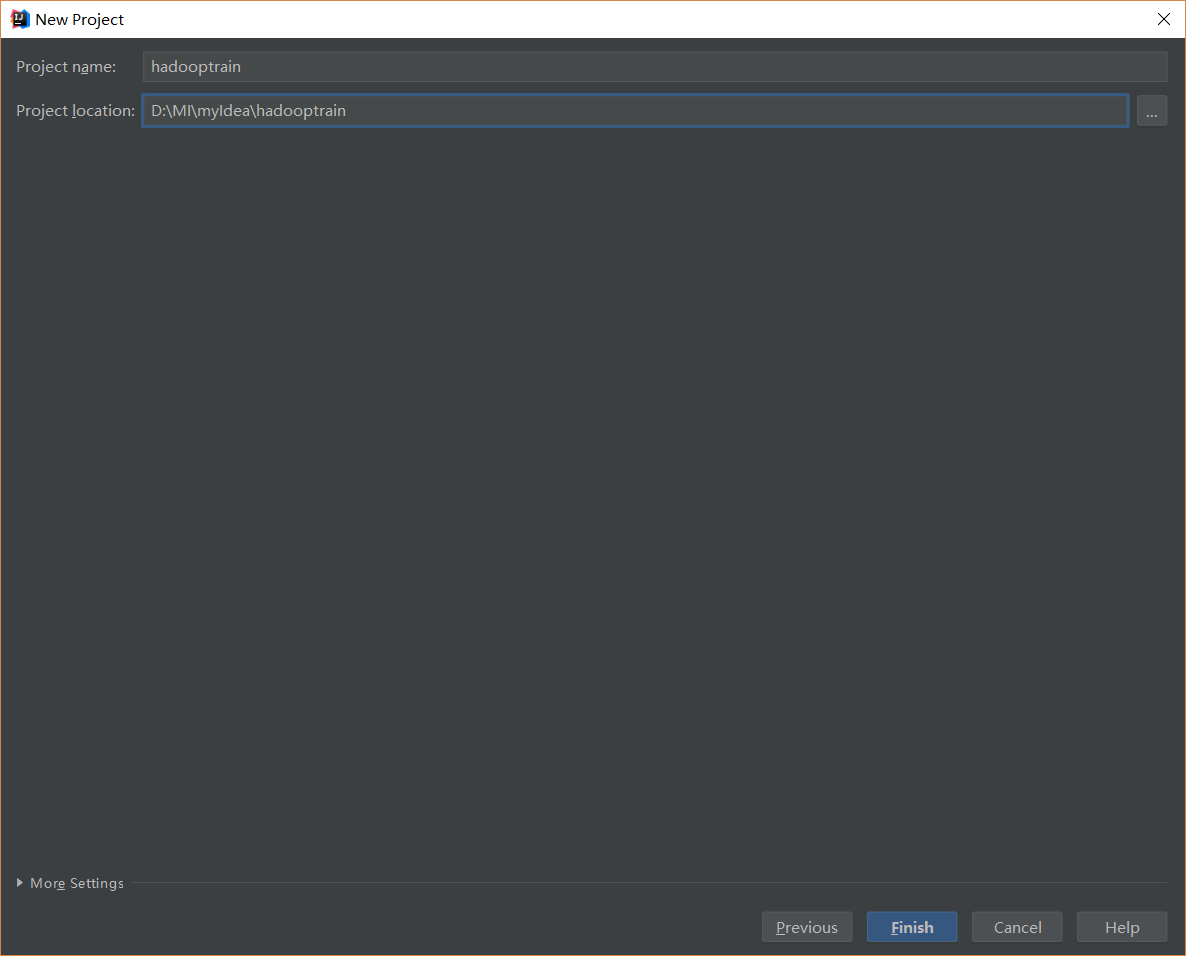 New Project
Project name: hadooptrain
Project location: D:\MI\myIdea\hadooptrain ...
More Settings
Previous Finish Cancel Help